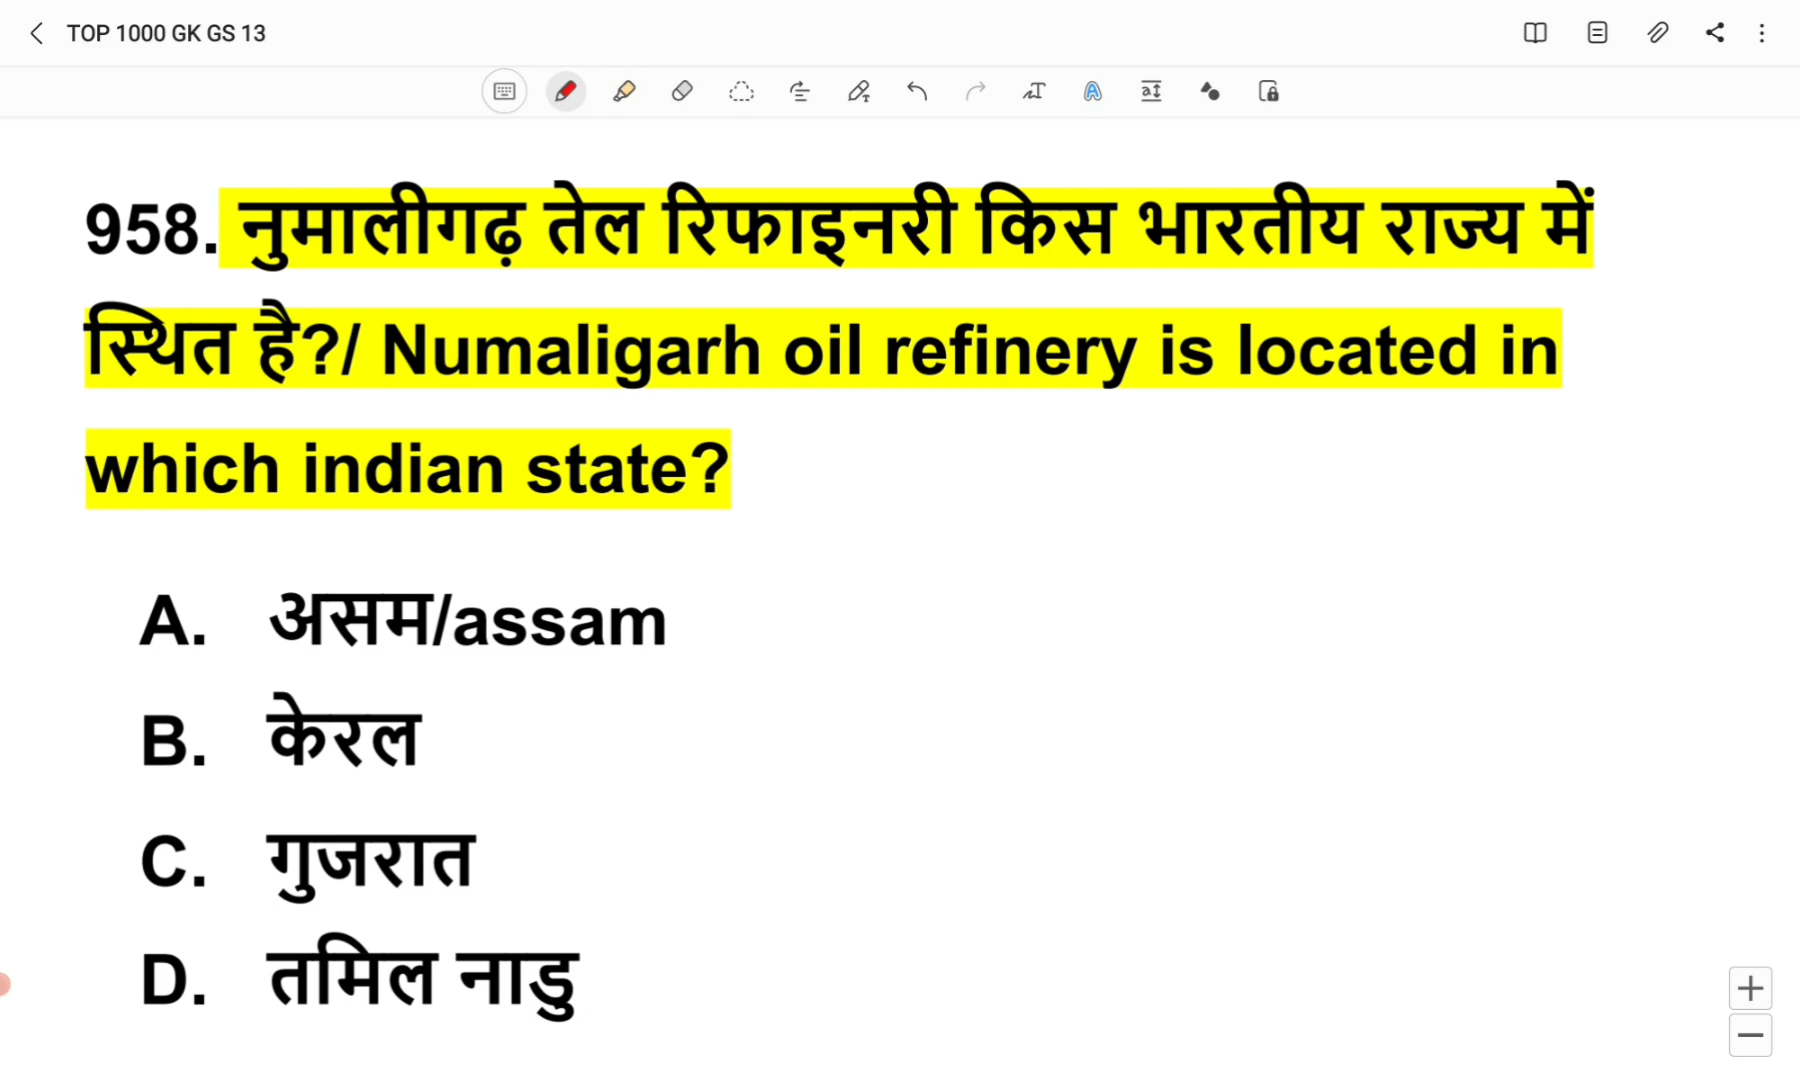 TOP 1000 GK GS 13
958. नुमालीगढ़ तेल रिफाइनरी किस भारतीय राज्य में
स्थित है?/ Numaligarh oil refinery is located in
which indian state?
A. असम/assam
B. केरल
C. गुजरात
D. तमिल नाडु